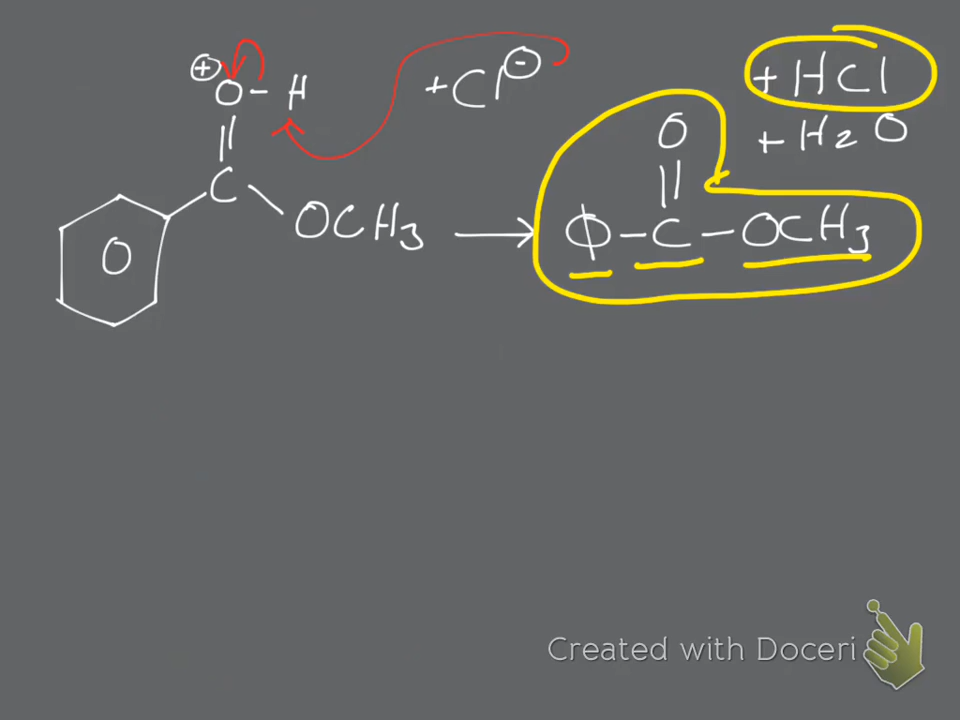 ⊕
O-H +Cl⊖
||
C
O OCH3 →
+HCl
+H2O
O
||
Φ-C-OCH3
Created with Doceri